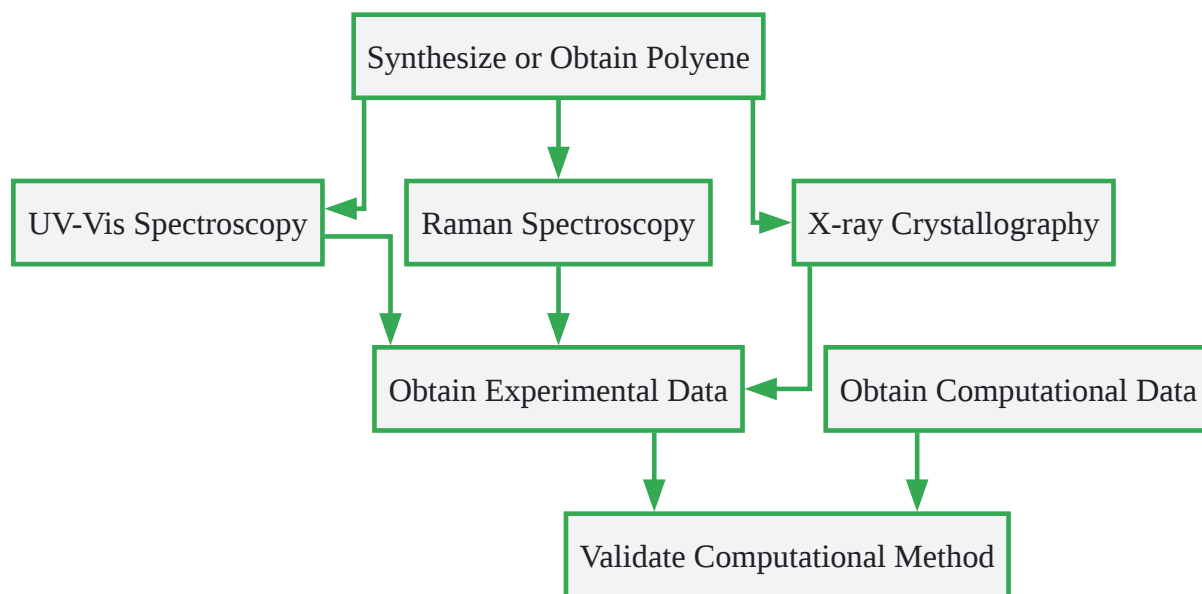 Synthesize or Obtain Polyene
UV-Vis Spectroscopy
Raman Spectroscopy
X-ray Crystallography
Obtain Experimental Data
Obtain Computational Data
Validate Computational Method